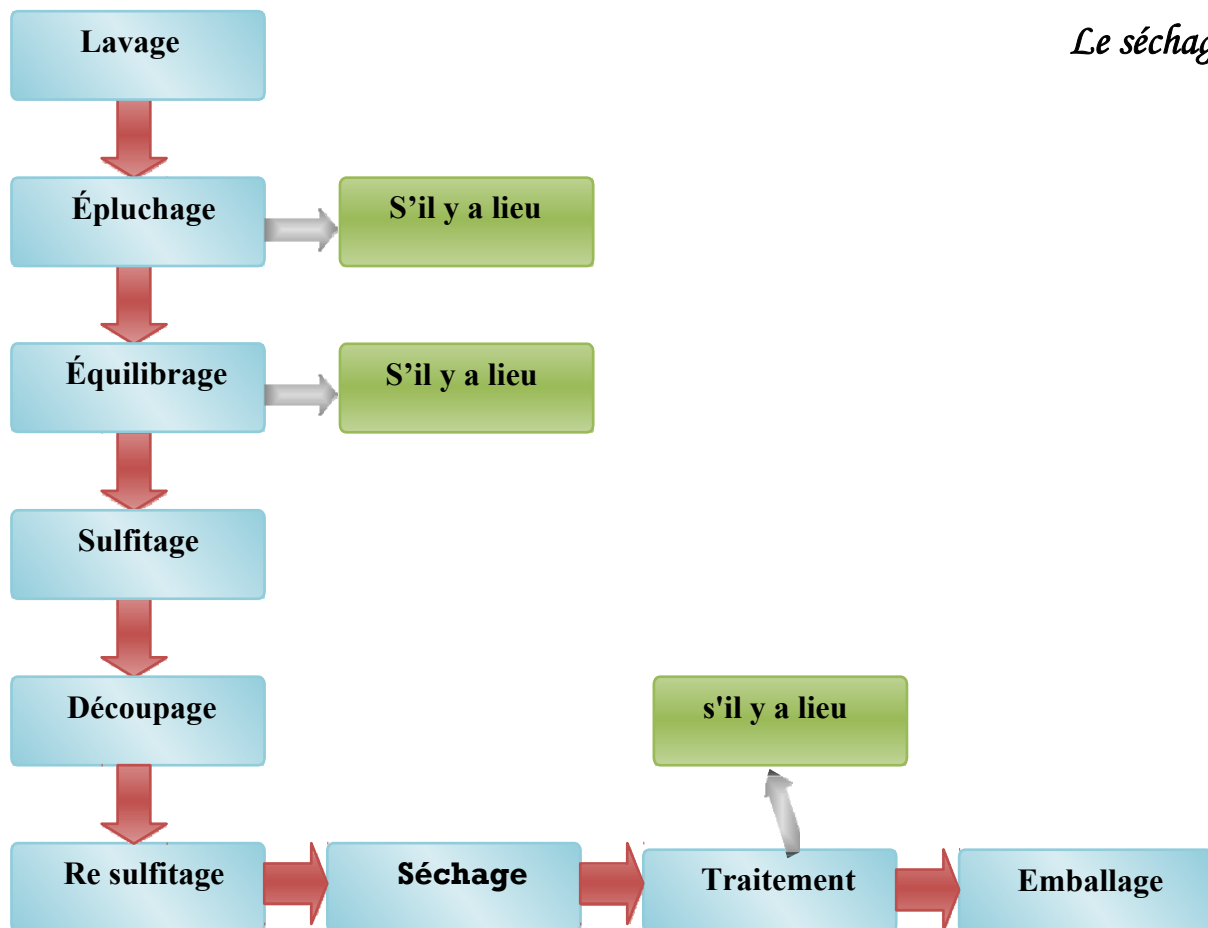 Le séchag
Lavage
Épluchage
S’il y a lieu
Équilibrage
S’il y a lieu
Sulfitage
Découpage
s'il y a lieu
Re sulfitage
Séchage
Traitement
Emballage